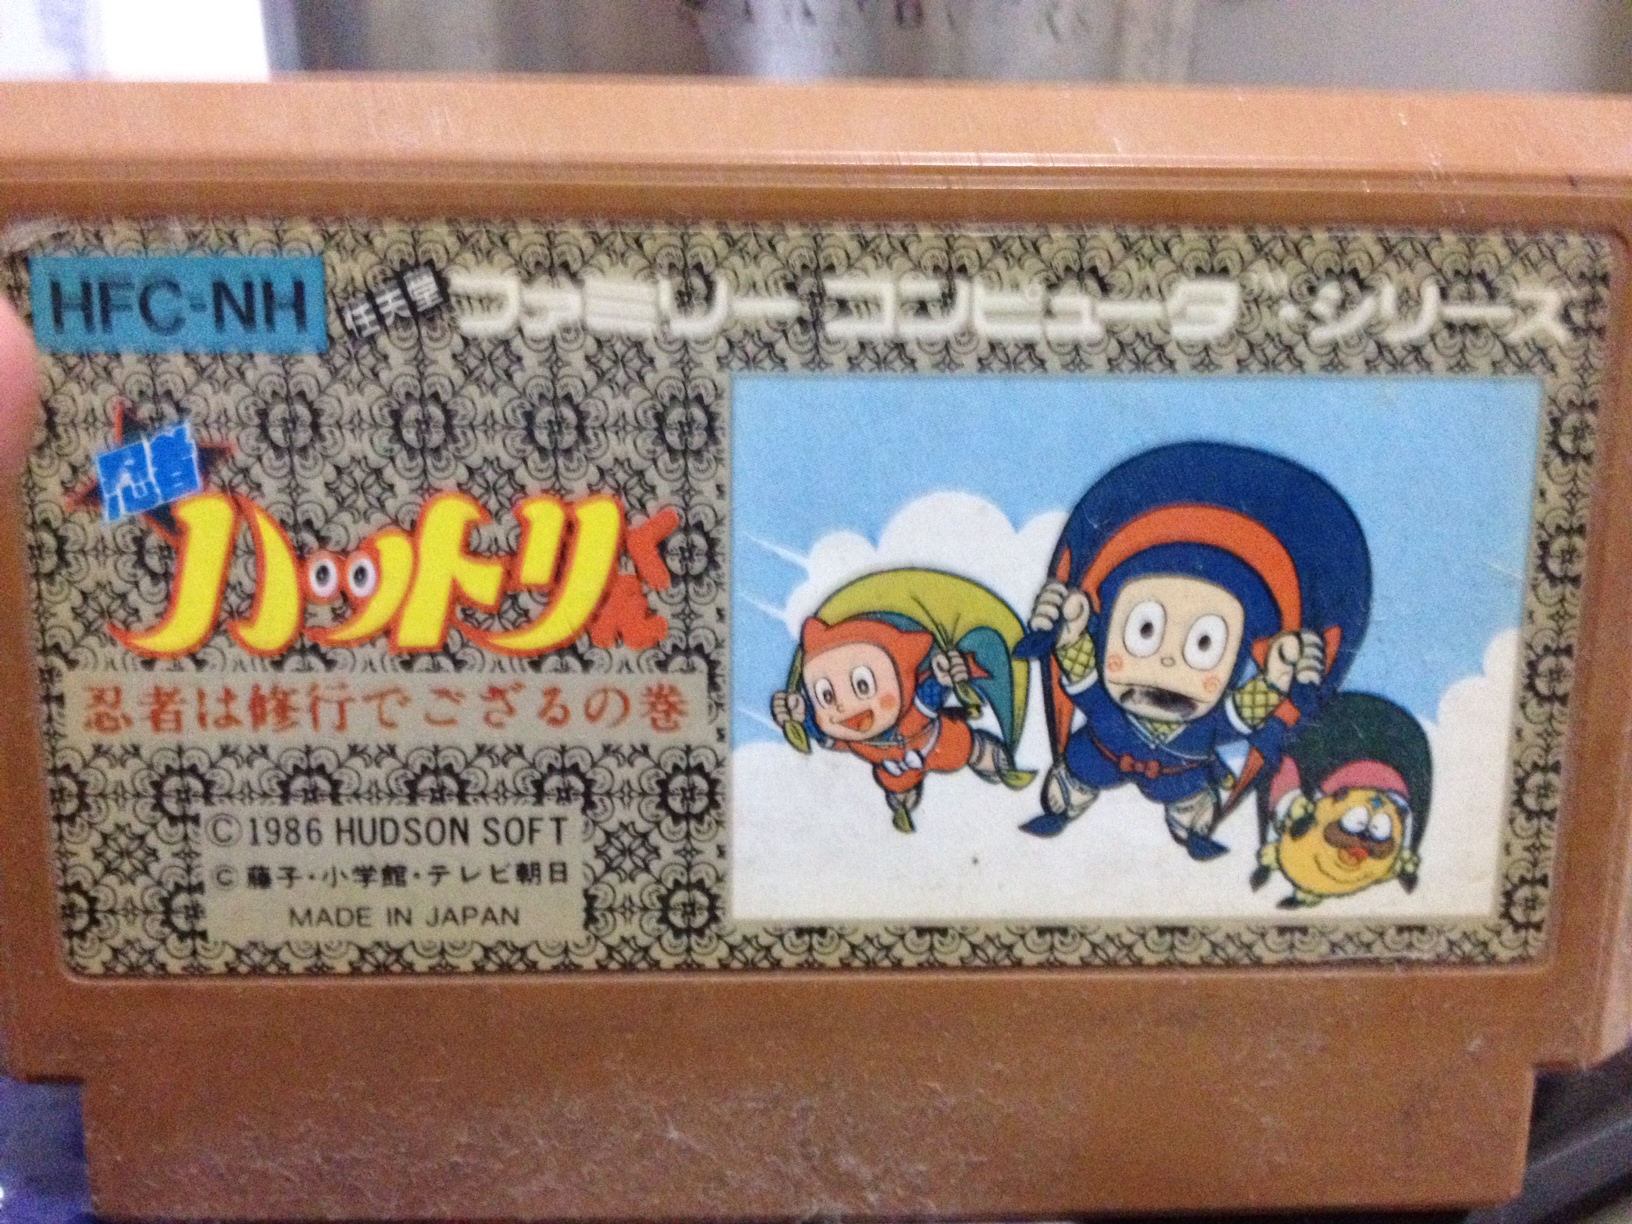 HFC-NH
任天堂 ファミリー コンピュータ・シリーズ
忍者
ハットリくん
忍者は修行でござるの巻
© 1986 HUDSON SOFT
© 藤子・小学館・テレビ朝日
MADE IN JAPAN